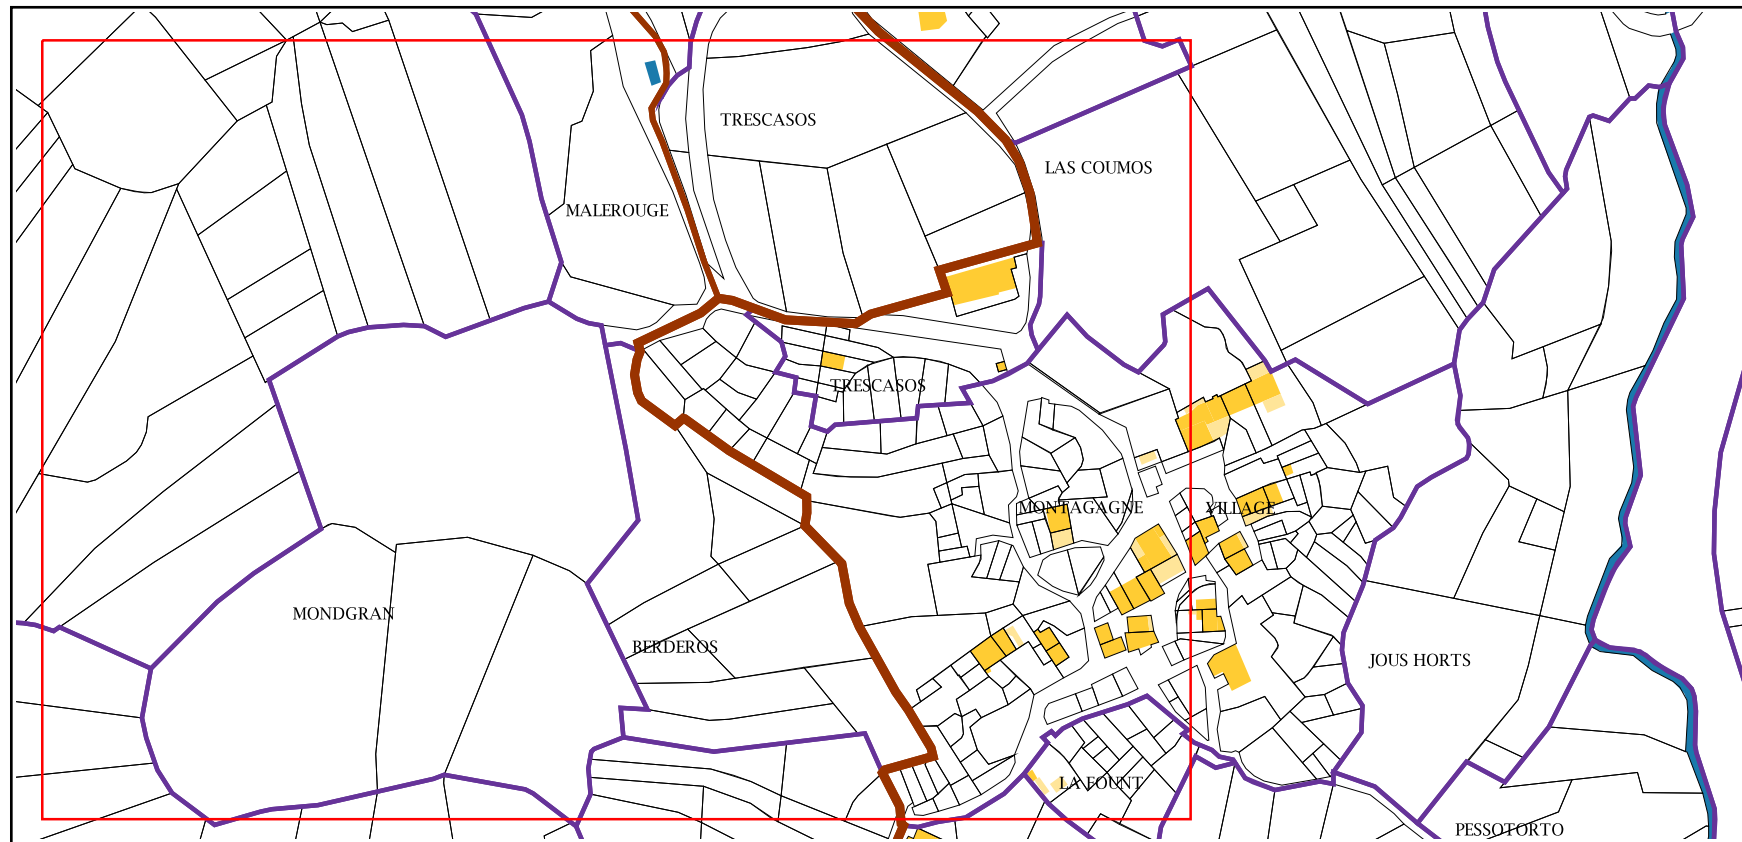 TRESCASOS
LAS COUMOS
MALEROUGE
TRESCASOS
MONTAGAGNE
VILLAGE
MONDGRAN
BERDEROS
JOUS HORTS
LA FOUNT
PESSOTORTO